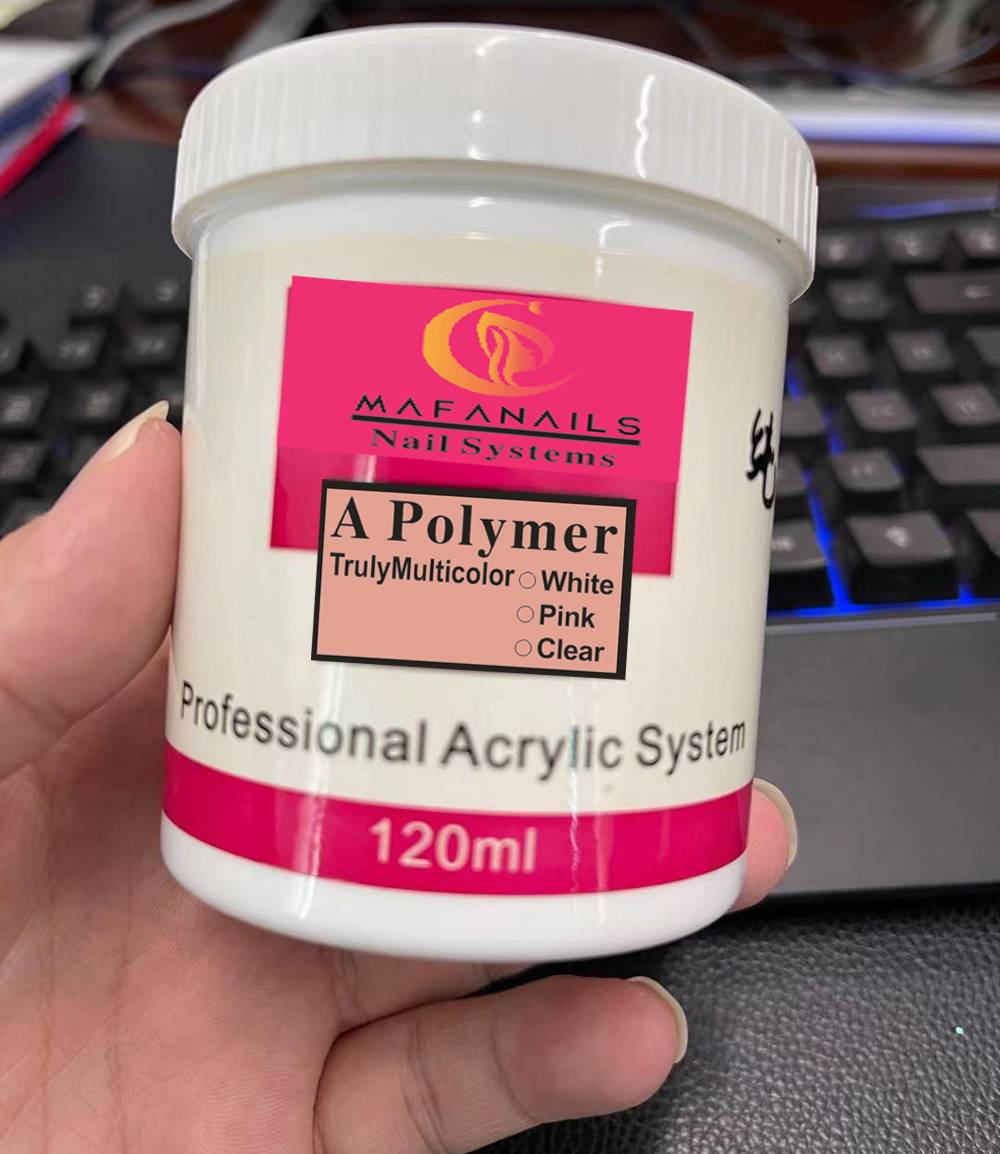 MAFANAILS
Nail Systems
A Polymer
TrulyMulticolor ○ White
○ Pink
○ Clear
Professional Acrylic System
120ml